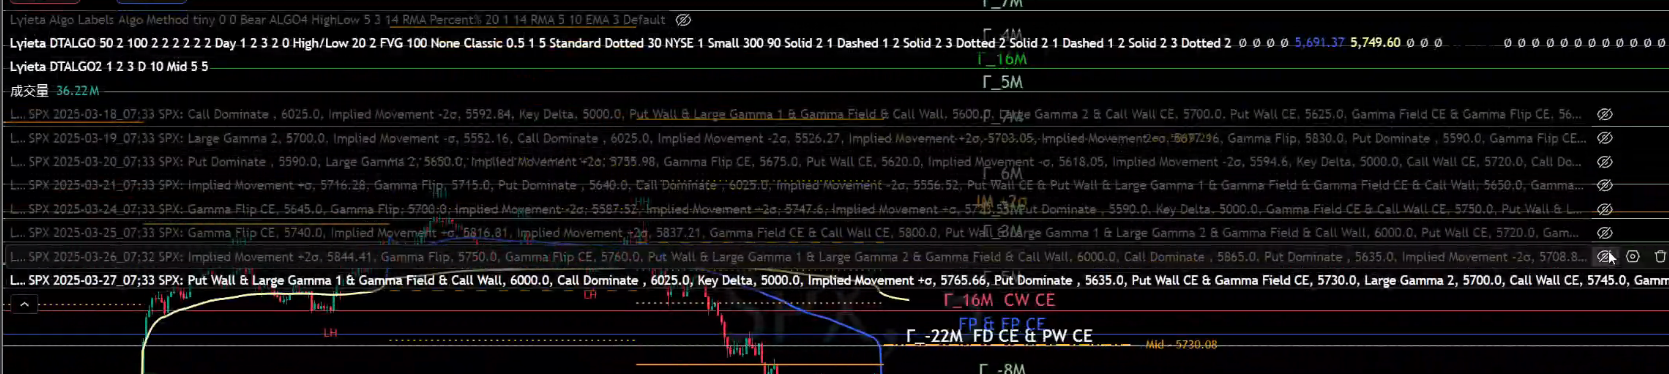 Γ_7M
Lyieta Algo Labels Algo Method tiny 0 0 Bear ALGO4 HighLow 5 3 14 RMA Percent% 20 1 14 RMA 5 10 EMA 3 Default
Γ_4M
Lyieta DTALGO 50 2 100 2 2 2 2 2 2 Day 1 2 3 2 0 High/Low 20 2 FVG 100 None Classic 0.5 1 5 Standard Dotted 30 NYSE 1 Small 300 90 Solid 2 1 Dashed 1 2 Solid 2 3 Dotted 2 Solid 2 1 Dashed 1 2 Solid 2 3 Dotted 2 ∅ ∅ ∅ ∅ 5,691.37 5,749.60 ∅ ∅ ∅ ∅ ∅ ∅ ∅ ∅ ∅ ∅ ∅ ∅ ∅ ∅ ∅
Γ_16M
Lyieta DTALGO2 1 2 3 D 10 Mid 5 5
Γ_5M
成交量 36.22M
L... SPX 2025-03-18_07:33 SPX: Call Dominate , 6025.0, Implied Movement -2σ, 5592.84, Key Delta, 5000.0, Put Wall & Large Gamma 1 & Gamma Field & Call Wall, 5600.0, Call Wall CE, 5700.0, Put Wall CE, 5625.0, Gamma Field CE & Gamma Flip CE, 56...
L... SPX 2025-03-19_07:33 SPX: Large Gamma 2, 5700.0, Implied Movement -σ, 5552.16, Call Dominate , 6025.0, Implied Movement -2σ, 5526.27, Implied Movement +2σ, 5703.05, Implied Movement +σ, 5677.16, Gamma Flip, 5830.0, Put Dominate , 5590.0, Gamma Fl...
L... SPX 2025-03-20_07:33 SPX: Put Dominate , 5590.0, Large Gamma 2, 5650.0, Implied Movement +2σ, 5755.98, Gamma Flip CE, 5675.0, Put Wall CE, 5620.0, Implied Movement -σ, 5618.05, Implied Movement -2σ, 5594.6, Key Delta, 5000.0, Call Wall CE, 5720.0, Call Do...
Γ_6M
L... SPX 2025-03-21_07:33 SPX: Implied Movement +σ, 5716.28, Gamma Flip, 5715.0, Put Dominate , 5640.0, Call Dominate , 6025.0, Implied Movement -2σ, 5556.52, Put Wall CE & Put Wall & Large Gamma 1 & Gamma Field & Gamma Field CE & Call Wall, 5650.0, Gamma...
IM +2σ
L... SPX 2025-03-24_07:33 SPX: Gamma Flip CE, 5645.0, Gamma Flip, 5700.0, Implied Movement -2σ, 5587.52, Implied Movement +2σ, 5747.6, Implied Movement +σ, Put Dominate , 5590.0, Key Delta, 5000.0, Gamma Field CE & Call Wall CE, 5750.0, Put Wall & L...
Γ_3M
L... SPX 2025-03-25_07:33 SPX: Gamma Flip CE, 5740.0, Implied Movement +σ, 5816.81, Implied Movement +2σ, 5837.21, Gamma Field CE & Call Wall CE, 5800.0, Put Wall & Large Gamma 1 & Gamma Field & Call Wall, 6000.0, Call Wall CE, 5720.0, Gam...
L... SPX 2025-03-26_07:32 SPX: Implied Movement +2σ, 5844.41, Gamma Flip, 5750.0, Gamma Flip CE, 5760.0, Put Wall & Large Gamma 1 & Large Gamma 2 & Gamma Field & Call Wall, 6000.0, Call Dominate , 5865.0, Put Dominate , 5635.0, Implied Movement -2σ, 5708.8...
L... SPX 2025-03-27_07:33 SPX: Put Wall & Large Gamma 1 & Gamma Field & Call Wall, 6000.0, Call Dominate , 6025.0, Key Delta, 5000.0, Implied Movement +σ, 5765.66, Put Dominate , 5635.0, Put Wall CE & Gamma Field CE, 5730.0, Large Gamma 2, 5700.0, Call Wall CE, 5745.0, Gamm
Γ_16M CW CE
FP & FP CE
LH
Γ_-22M FD CE & PW CE
Mid - 5730.08
Γ_-8M
SPX